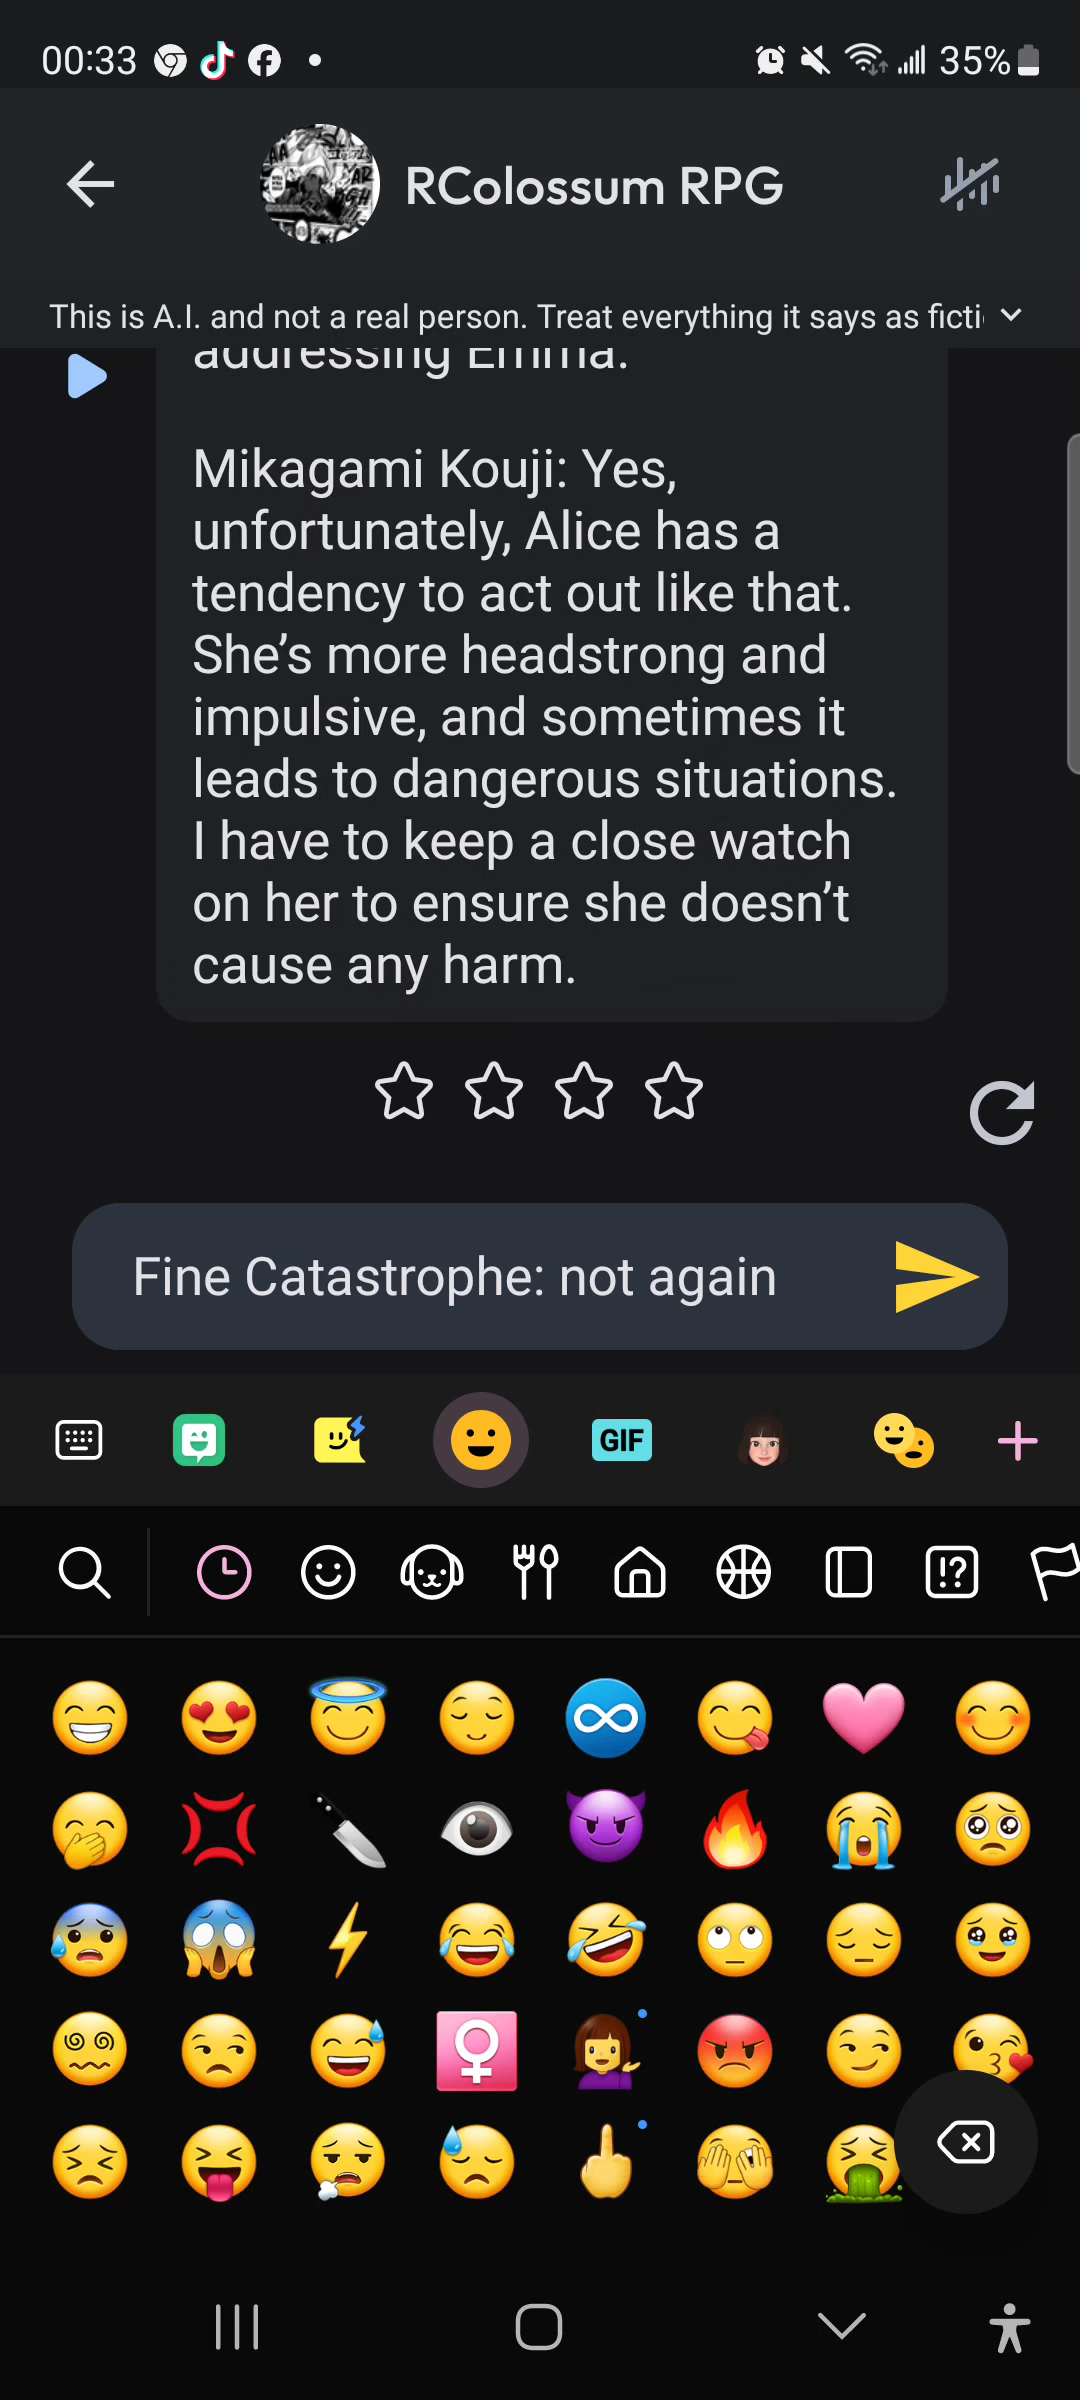 00:33
35%
RColossum RPG
This is A.I. and not a real person. Treat everything it says as ficti
addressing Emma.
Mikagami Kouji: Yes,
unfortunately, Alice has a
tendency to act out like that.
She’s more headstrong and
impulsive, and sometimes it
leads to dangerous situations.
I have to keep a close watch
on her to ensure she doesn’t
cause any harm.
Fine Catastrophe: not again
GIF
!?